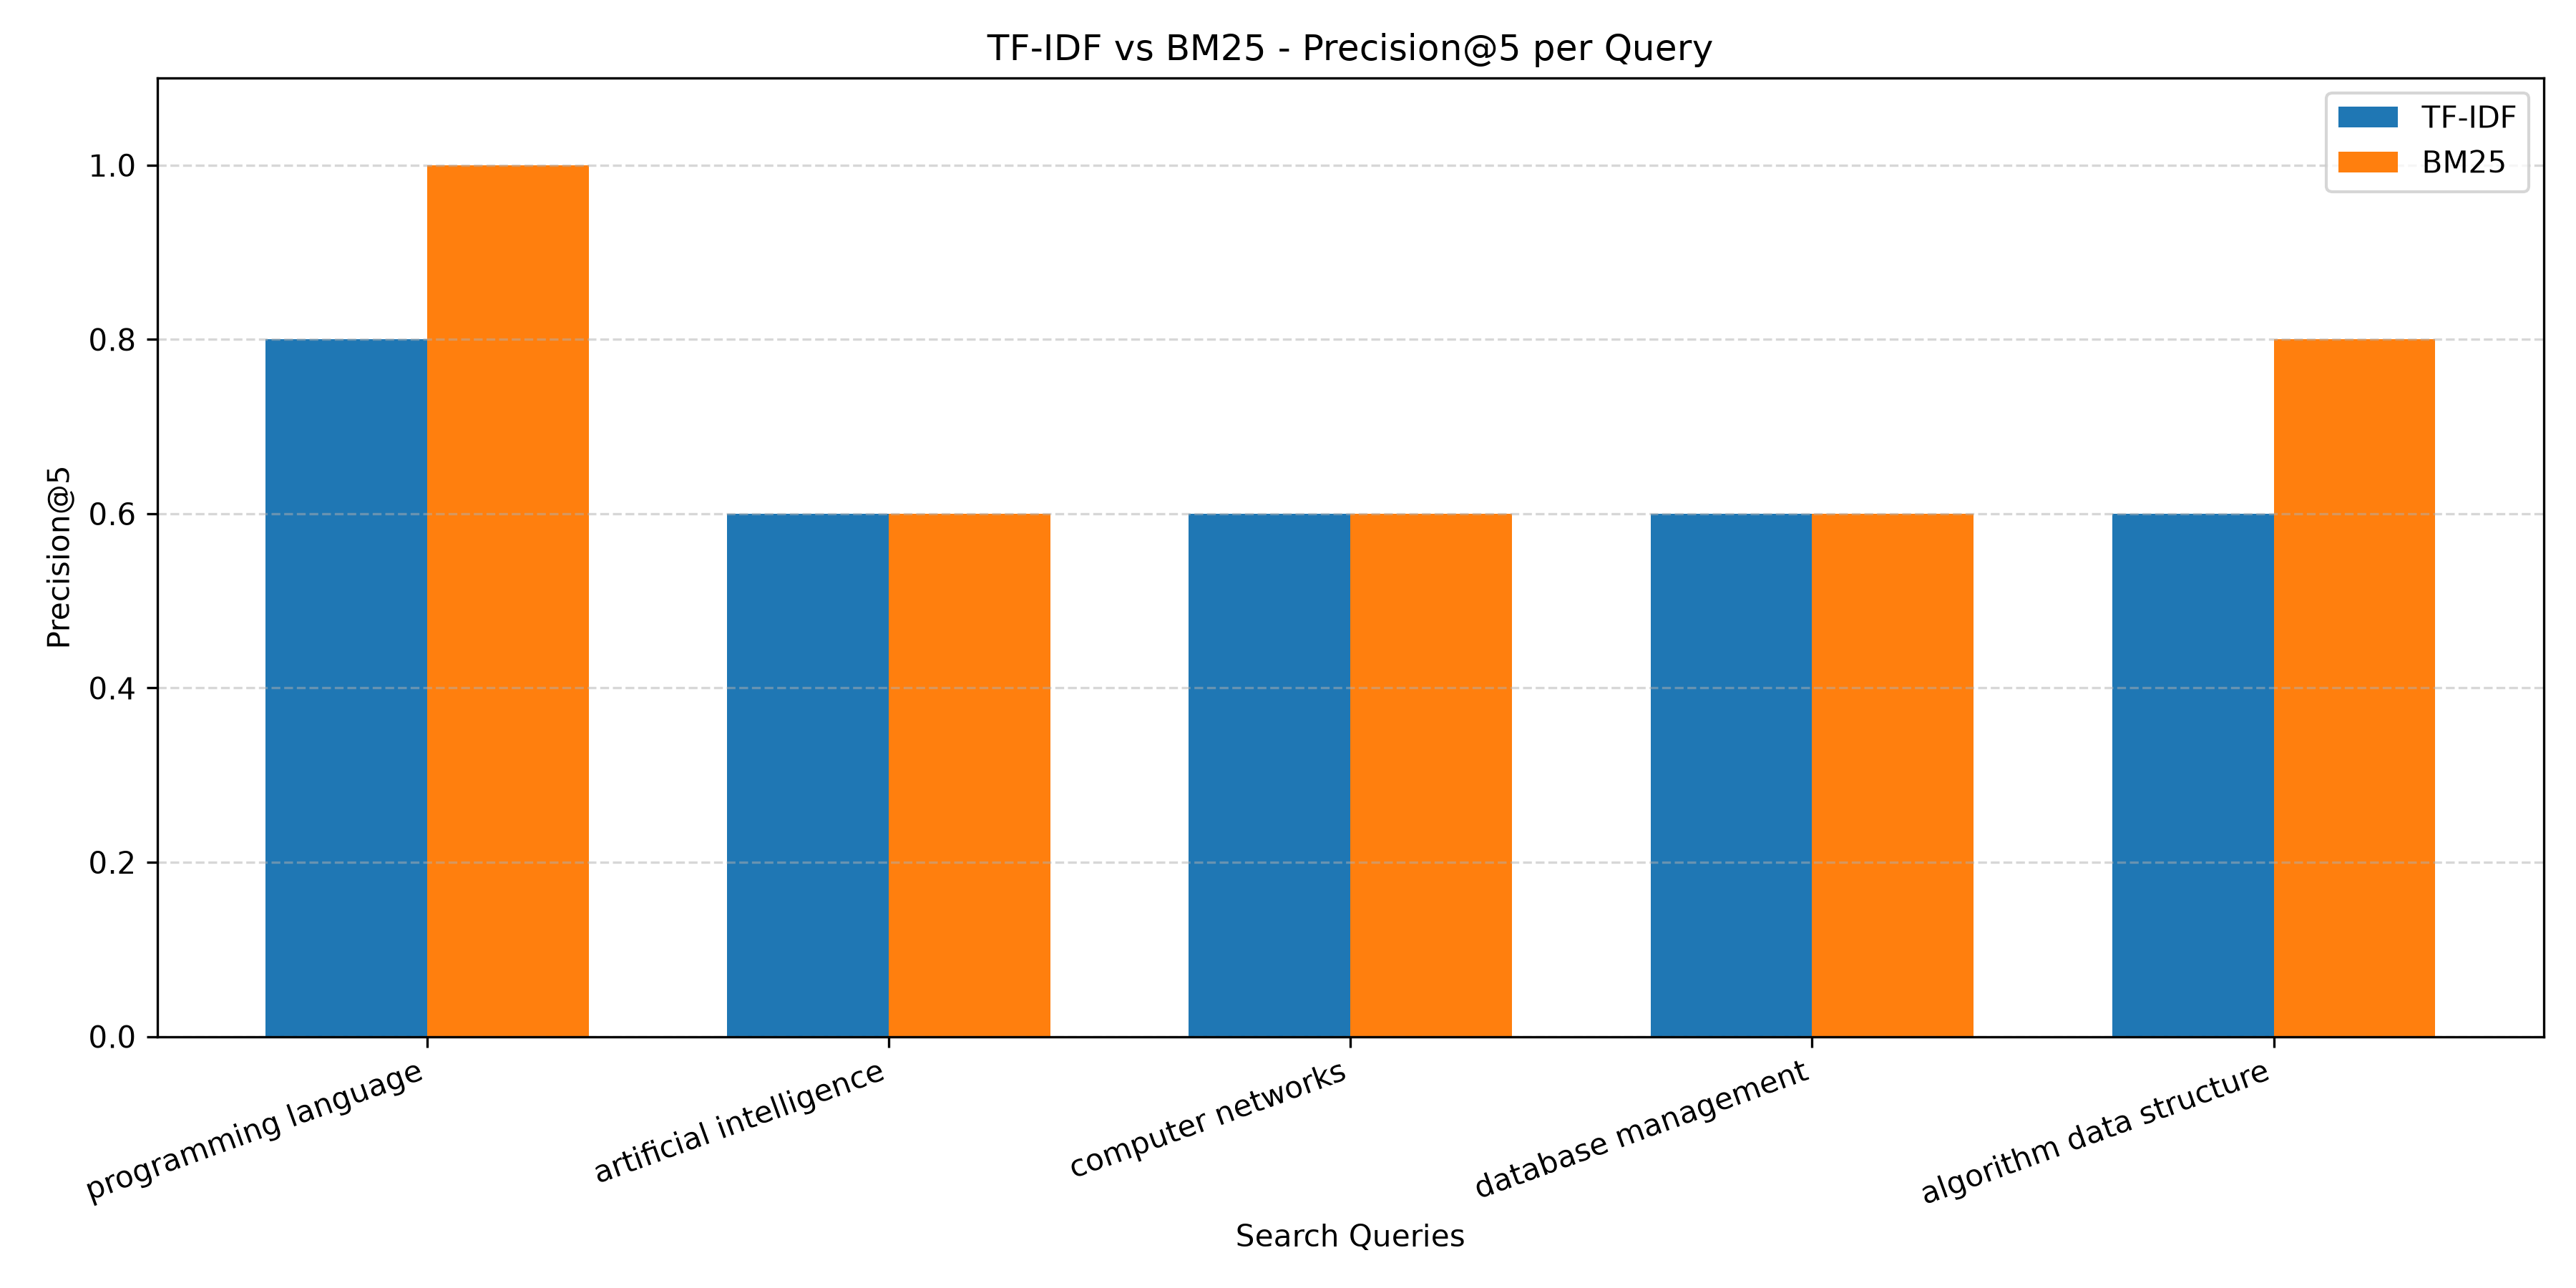 TF-IDF vs BM25 - Precision@5 per Query
TF-IDF
BM25
Precision@5
1.0
0.8
0.6
0.4
0.2
0.0
programming language
artificial intelligence
computer networks
database management
algorithm data structure
Search Queries